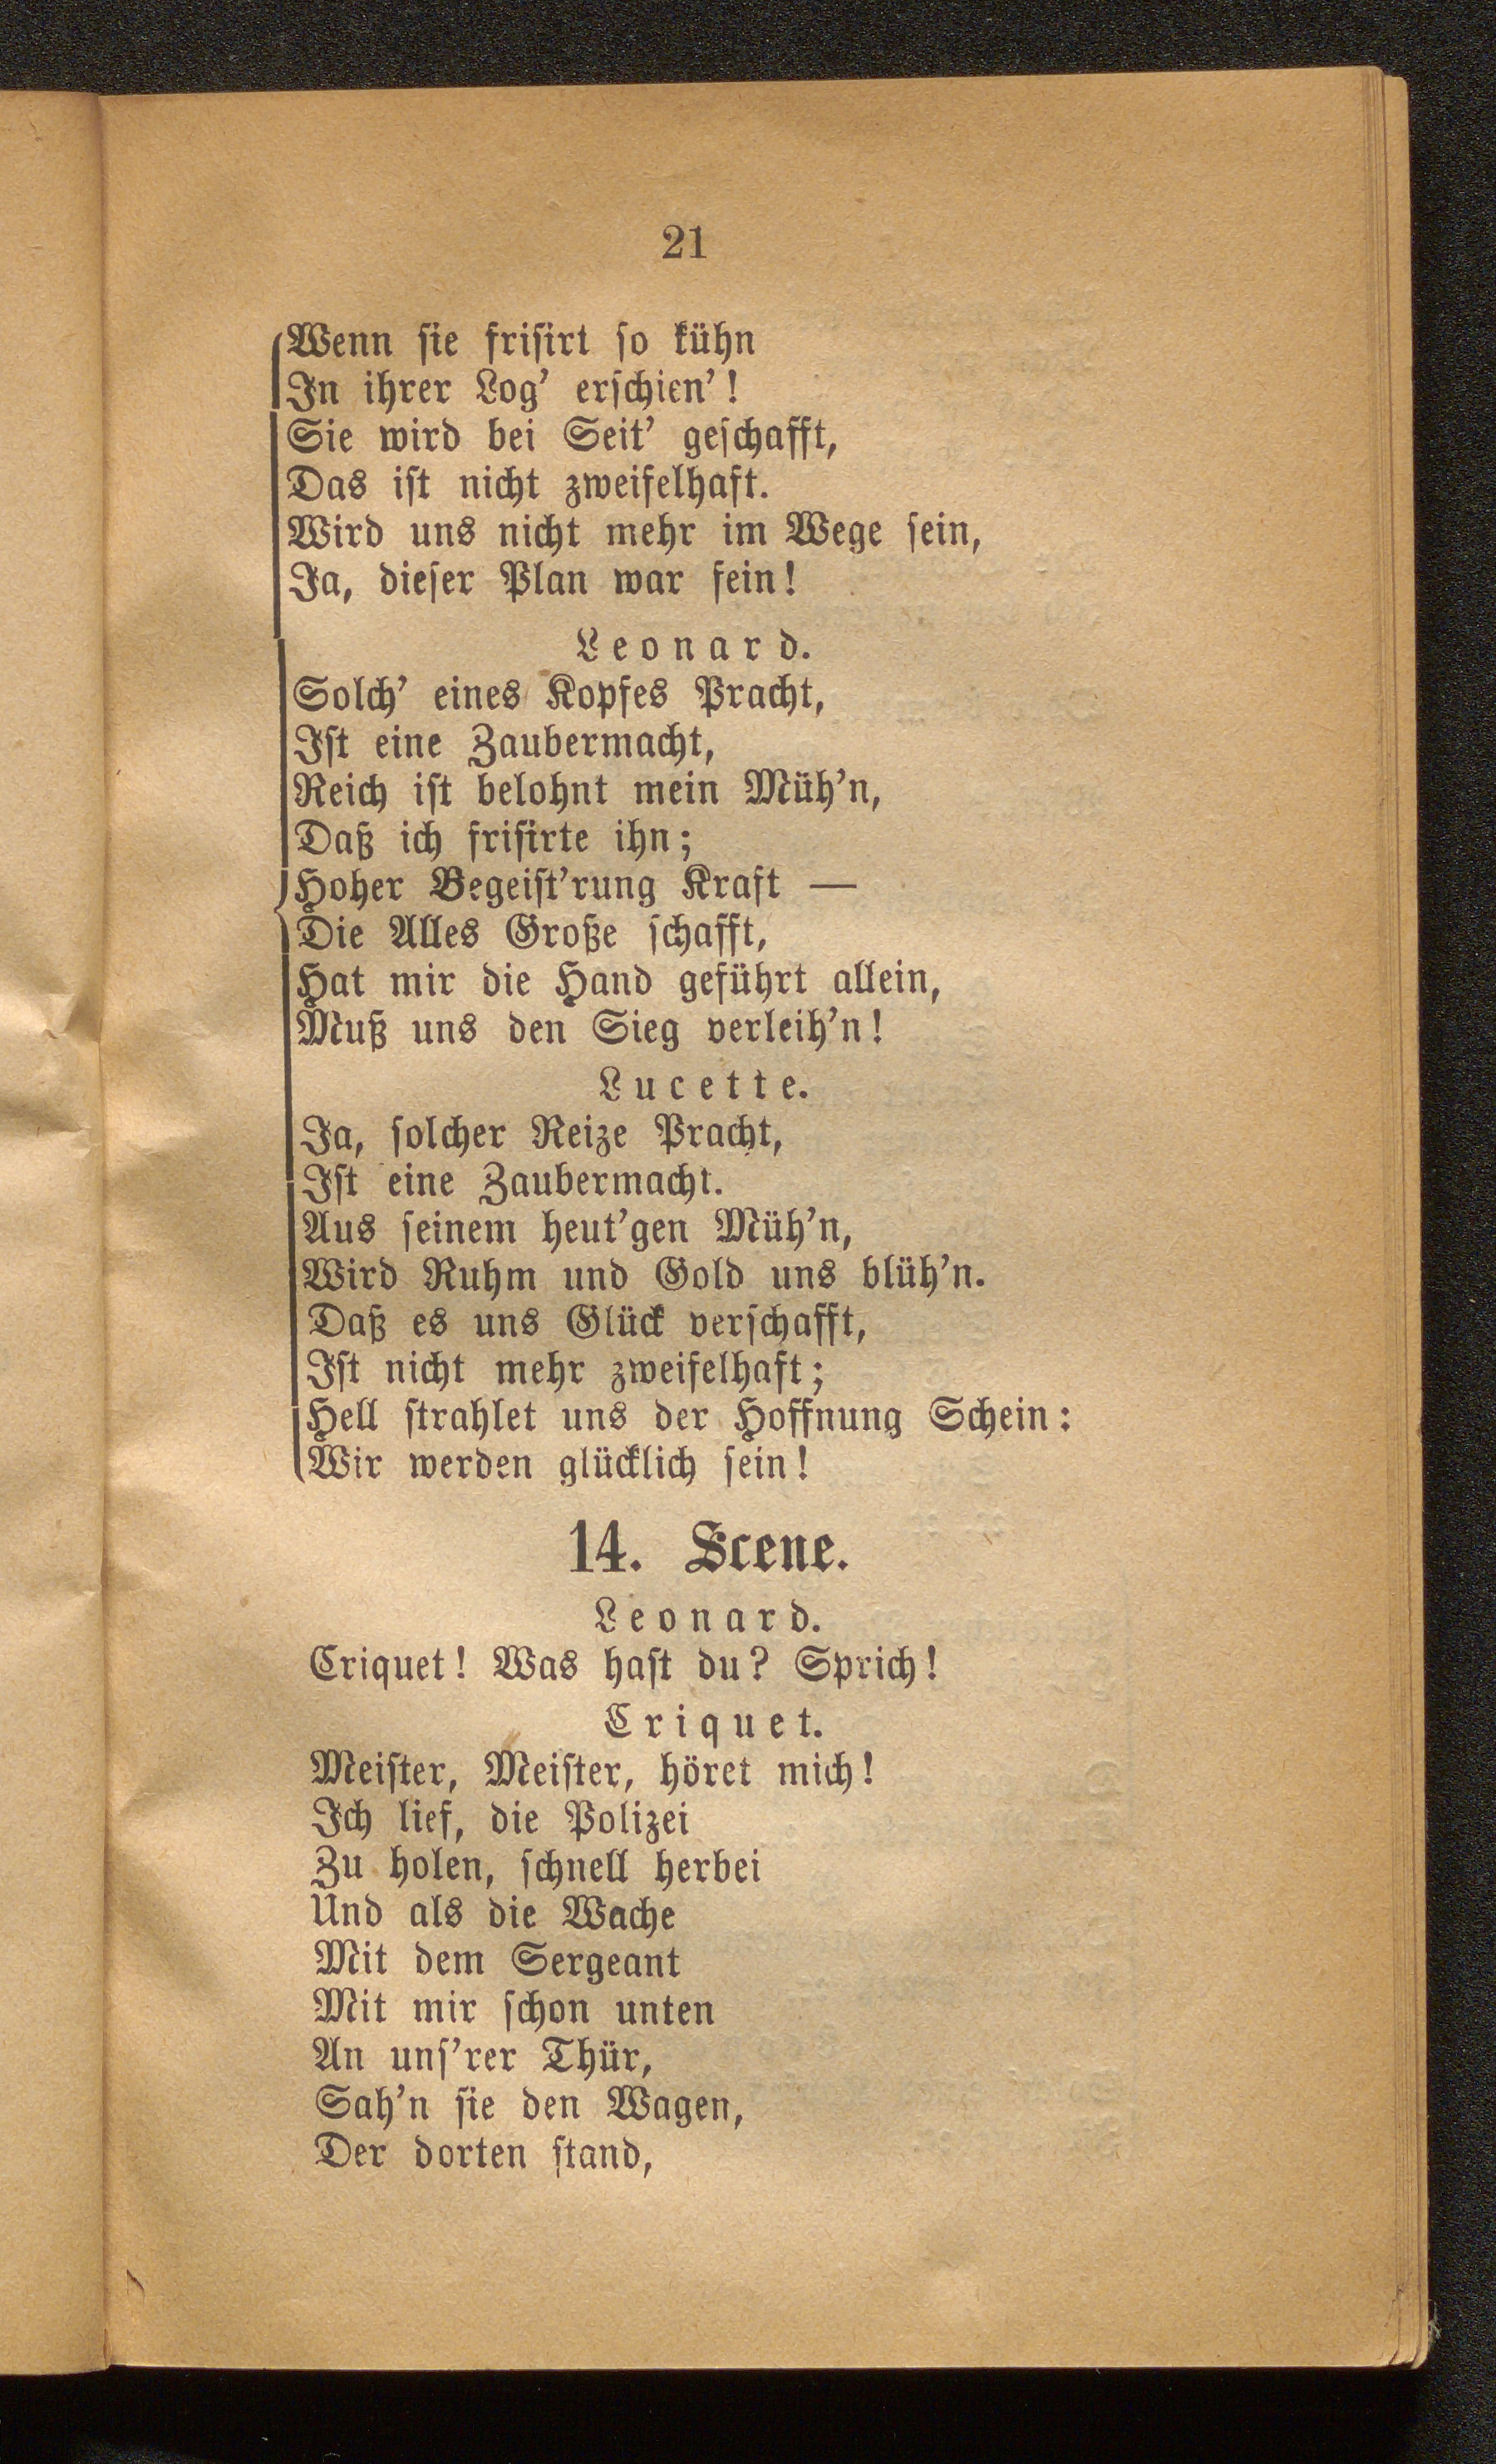 21
Wenn sie frisirt so kühn
In ihrer Log' erschien'!
Sie wird bei Seit' geschafft,
Das ist nicht zweifelhaft.
Wird uns nicht mehr im Wege sein,
Ja, dieser Plan war fein!
Leonard.
Solch' eines Kopfes Pracht,
Ist eine Zaubermacht,
Reich ist belohnt mein Müh'n,
Daß ich frisirte ihn;
Hoher Begeist'rung Kraft —
Die Alles Große schafft,
Hat mir die Hand geführt allein,
Muß uns den Sieg verleih'n!
Lucette.
Ja, solcher Reize Pracht,
Ist eine Zaubermacht.
Aus seinem heut'gen Müh'n,
Wird Ruhm und Gold uns blüh'n.
Daß es uns Glück verschafft,
Ist nicht mehr zweifelhaft;
Hell strahlet uns der Hoffnung Schein:
Wir werden glücklich sein!
14. Scene.
Leonard.
Criquet! Was hast du? Sprich!
Criquet.
Meister, Meister, höret mich!
Ich lief, die Polizei
Zu holen, schnell herbei
Und als die Wache
Mit dem Sergeant
Mit mir schon unten
An uns'rer Thür,
Sah'n sie den Wagen,
Der dorten stand,